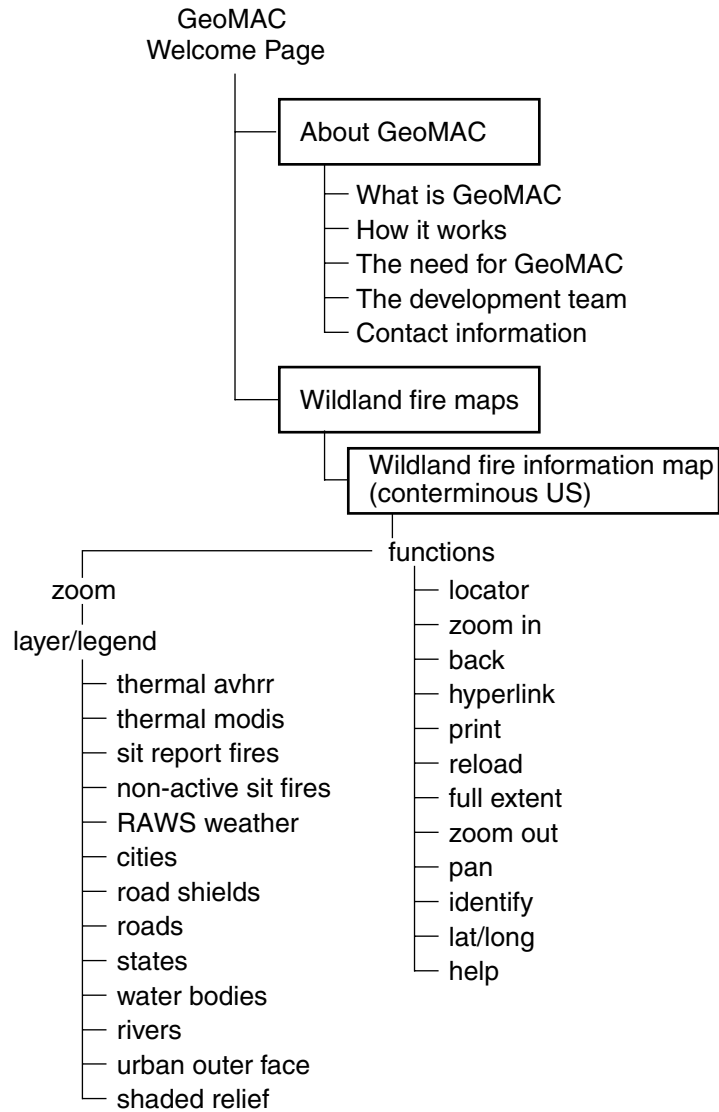 GeoMAC
Welcome Page
About GeoMAC
What is GeoMAC
How it works
The need for GeoMAC
The development team
Contact information
Wildland fire maps
Wildland fire information map
(conterminous US)
functions
zoom
layer/legend
thermal avhrr
thermal modis
sit report fires
non-active sit fires
RAWS weather
cities
road shields
roads
states
water bodies
rivers
urban outer face
shaded relief
locator
zoom in
back
hyperlink
print
reload
full extent
zoom out
pan
identify
lat/long
help